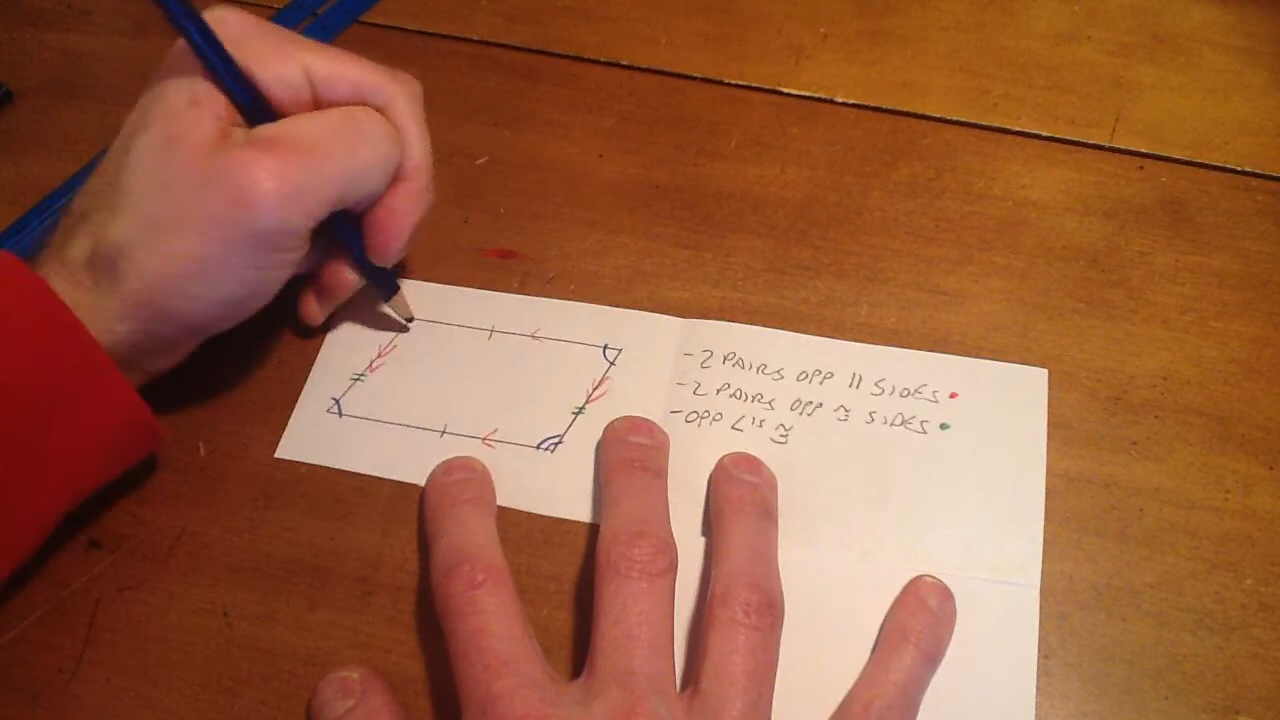 -2 PAIRS OPP || SIDES
-2 PAIRS OPP ≅ SIDES
-OPP ∠'S ≅